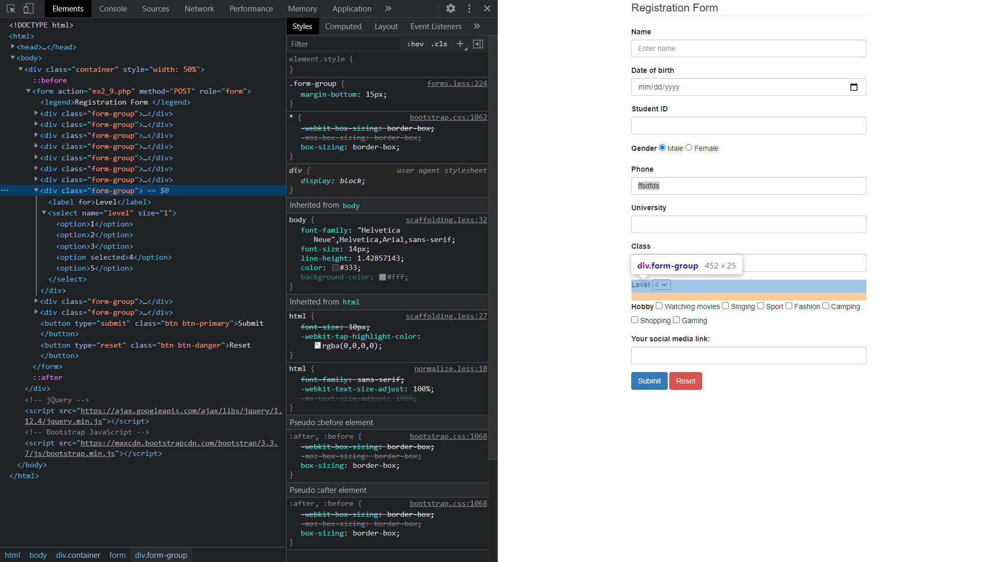 Elements
Console
Sources
Network
Performance
Memory
Application
<!DOCTYPE html>
<html>
<head>…</head>
<body>
<div class="container" style="width: 50%">
::before
<form action="ex2_9.php" method="POST" role="form">
<legend>Registration Form </legend>
<div class="form-group">…</div>
<div class="form-group">…</div>
<div class="form-group">…</div>
<div class="form-group">…</div>
<div class="form-group">…</div>
<div class="form-group">…</div>
<div class="form-group">…</div>
<div class="form-group"> == $0
<label for>Level</label>
<select name="level" size="1">
<option>1</option>
<option>2</option>
<option>3</option>
<option selected>4</option>
<option>5</option>
</select>
</div>
<div class="form-group">…</div>
<div class="form-group">…</div>
<button type="submit" class="btn btn-primary">Submit
</button>
<button type="reset" class="btn btn-danger">Reset
</button>
</form>
::after
</div>
<!-- jQuery -->
<script src="https://ajax.googleapis.com/ajax/libs/jquery/1.
12.4/jquery.min.js"></script>
<!-- Bootstrap JavaScript -->
<script src="https://maxcdn.bootstrapcdn.com/bootstrap/3.3.
7/js/bootstrap.min.js"></script>
</body>
</html>
html body div.container form div.form-group
Styles
Computed
Layout
Event Listeners
Filter
:hov .cls
element.style {
}
.form-group { forms.less:224
margin-bottom: 15px;
}
* { bootstrap.css:1062
-webkit-box-sizing: border-box;
-moz-box-sizing: border-box;
box-sizing: border-box;
}
div { user agent stylesheet
display: block;
}
Inherited from body
body { scaffolding.less:32
font-family: "Helvetica
Neue",Helvetica,Arial,sans-serif;
font-size: 14px;
line-height: 1.42857143;
color: #333;
background-color: #fff;
}
Inherited from html
html { scaffolding.less:27
font-size: 10px;
-webkit-tap-highlight-color:
rgba(0,0,0,0);
}
html { normalize.less:10
font-family: sans-serif;
-webkit-text-size-adjust: 100%;
-ms-text-size-adjust: 100%;
}
Pseudo ::before element
:after, :before { bootstrap.css:1068
-webkit-box-sizing: border-box;
-moz-box-sizing: border-box;
box-sizing: border-box;
}
Pseudo ::after element
:after, :before { bootstrap.css:1068
-webkit-box-sizing: border-box;
-moz-box-sizing: border-box;
box-sizing: border-box;
}
Registration Form
Name
Enter name
Date of birth
mm/dd/yyyy
Student ID
Gender Male Female
Phone
ffsdfds
University
Class
div.form-group 452 × 25
Level 4
Hobby Watching movies Singing Sport Fashion Camping
Shopping Gaming
Your social media link:
Submit Reset